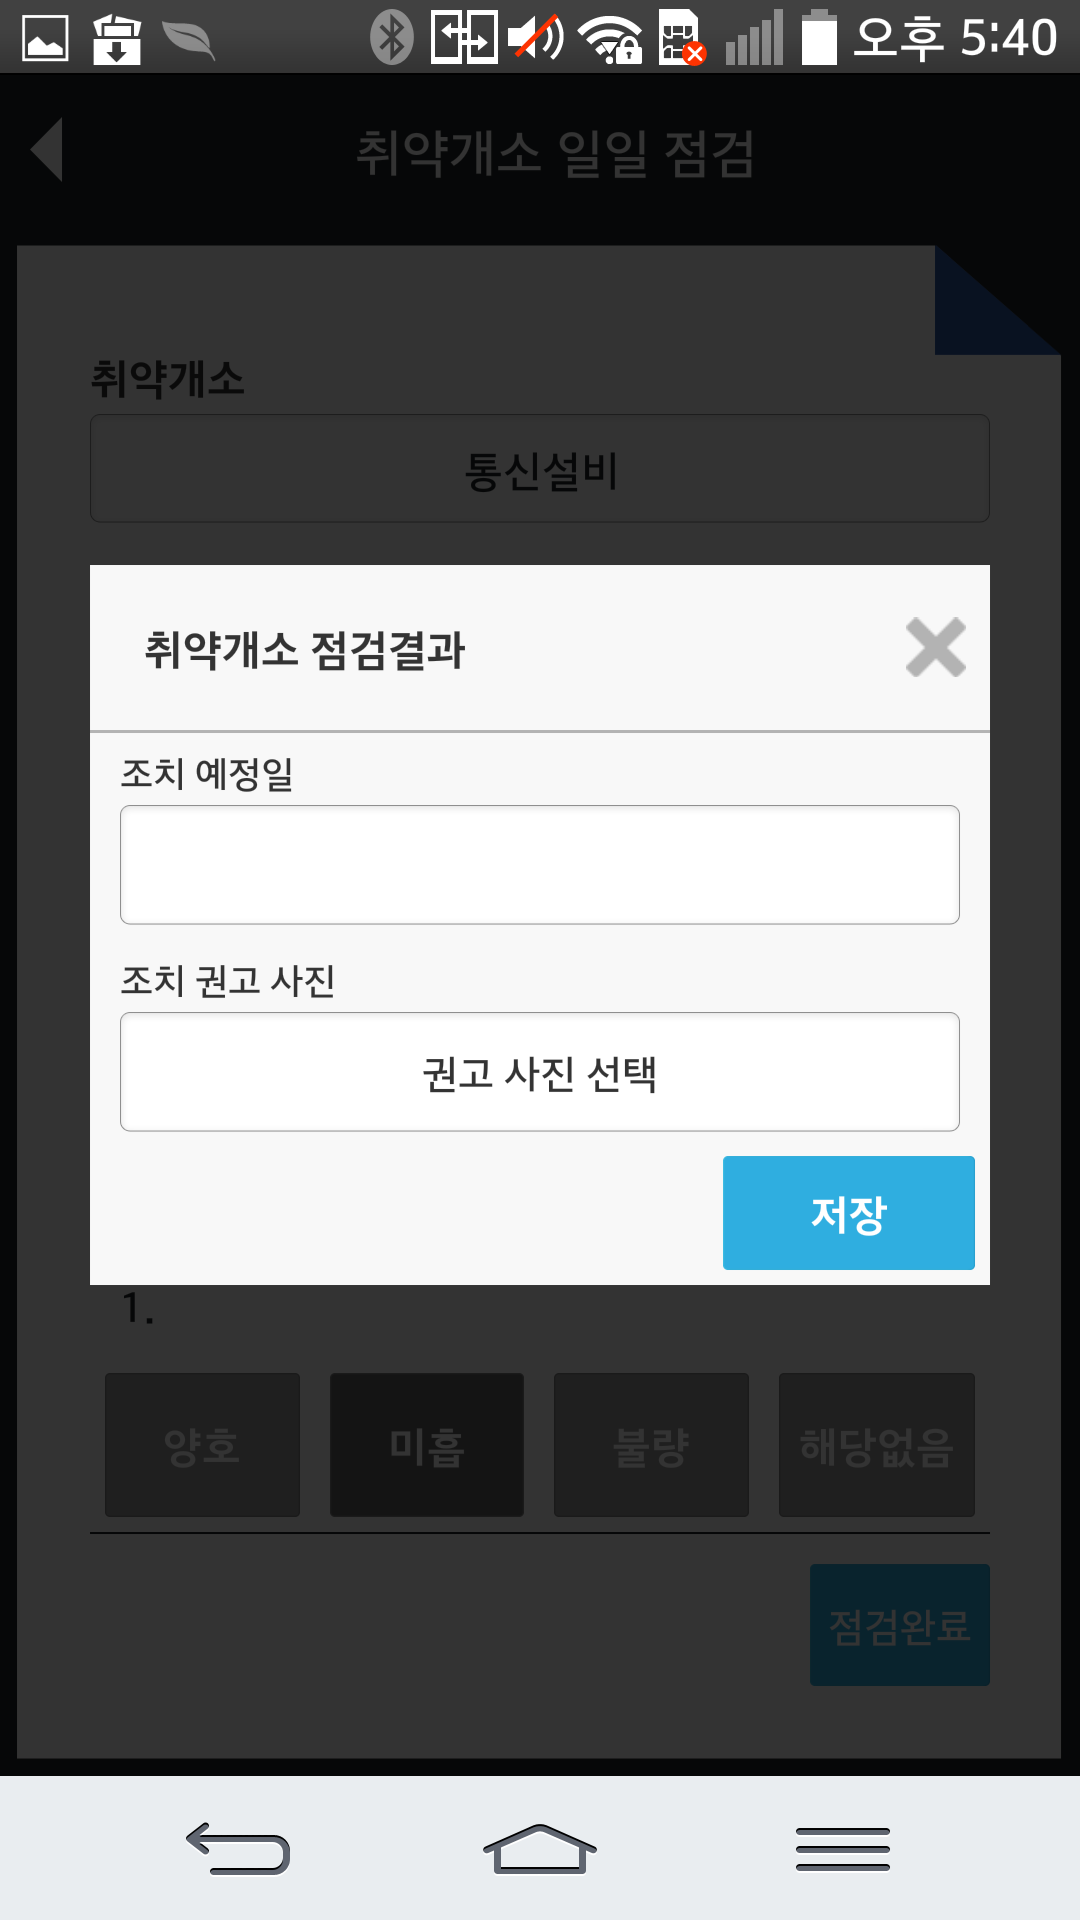 오후 5:40
취약개소 일일 점검
취약개소
통신설비
취약개소 점검결과
조치 예정일
조치 권고 사진
권고 사진 선택
저장
1.
양호 미흡 불량 해당없음
점검완료